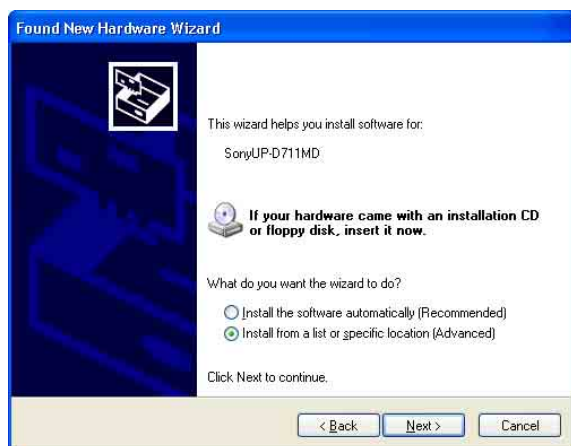 Found New Hardware Wizard
This wizard helps you install software for:
SonyUP-D711MD
If your hardware came with an installation CD
or floppy disk, insert it now.
What do you want the wizard to do?
Install the software automatically (Recommended)
Install from a list or specific location (Advanced)
Click Next to continue.
< Back Next > Cancel